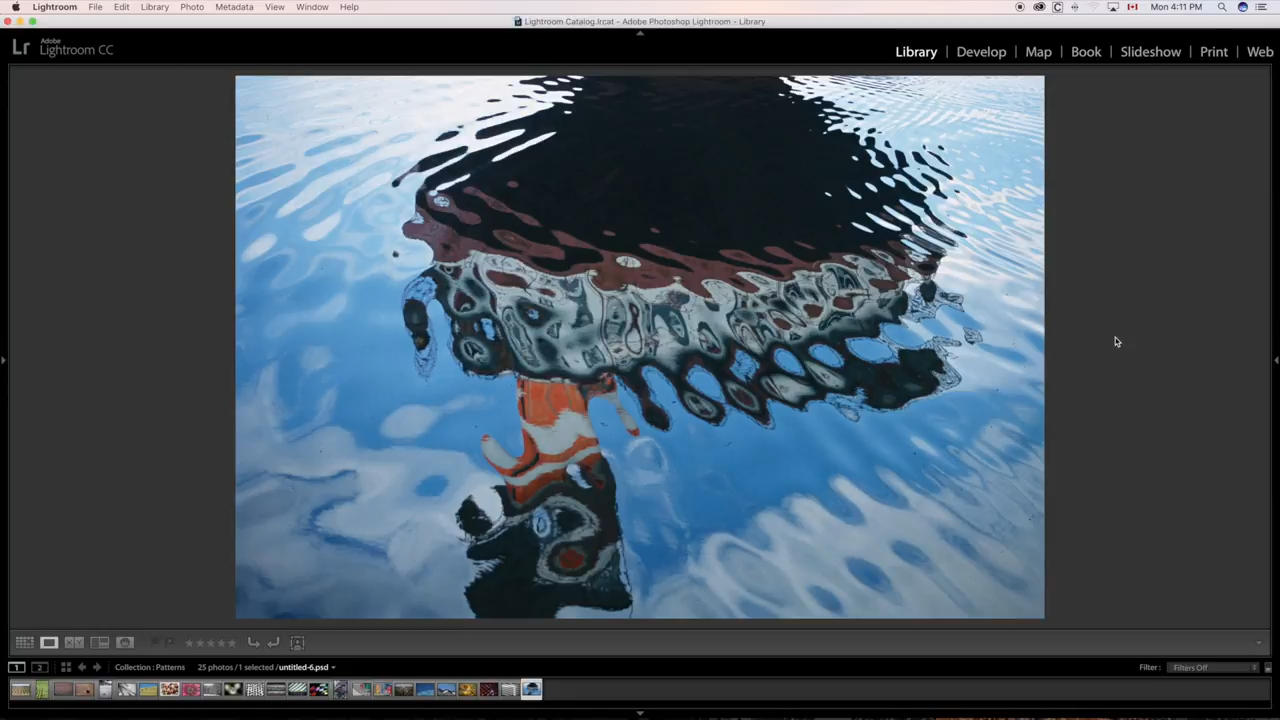 Lightroom File Edit Library Photo Metadata View Window Help Mon 4:11 PM
Lightroom Catalog.lrcat - Adobe Photoshop Lightroom - Library
Lr Adobe Lightroom CC
Library | Develop | Map | Book | Slideshow | Print | Web
1 2 Collection : Patterns 25 photos / 1 selected / untitled-6.psd Filter : Filters Off